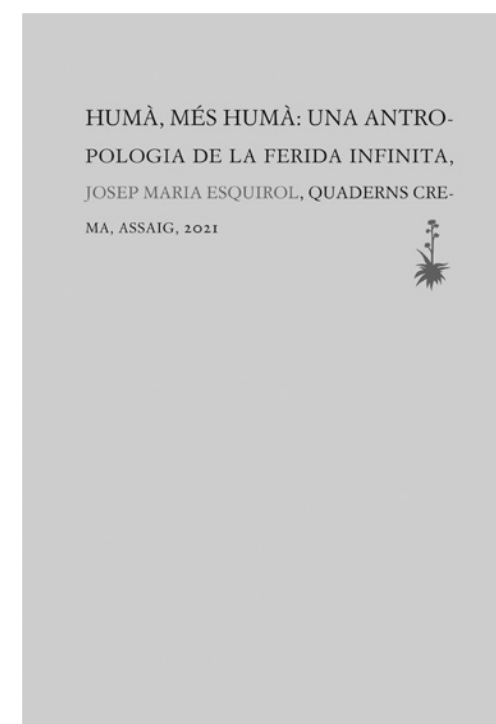 HUMÀ, MÉS HUMÀ: UNA ANTRO-
POLOGIA DE LA FERIDA INFINITA,
JOSEP MARIA ESQUIROL, QUADERNS CRE-
MA, ASSAIG, 2021